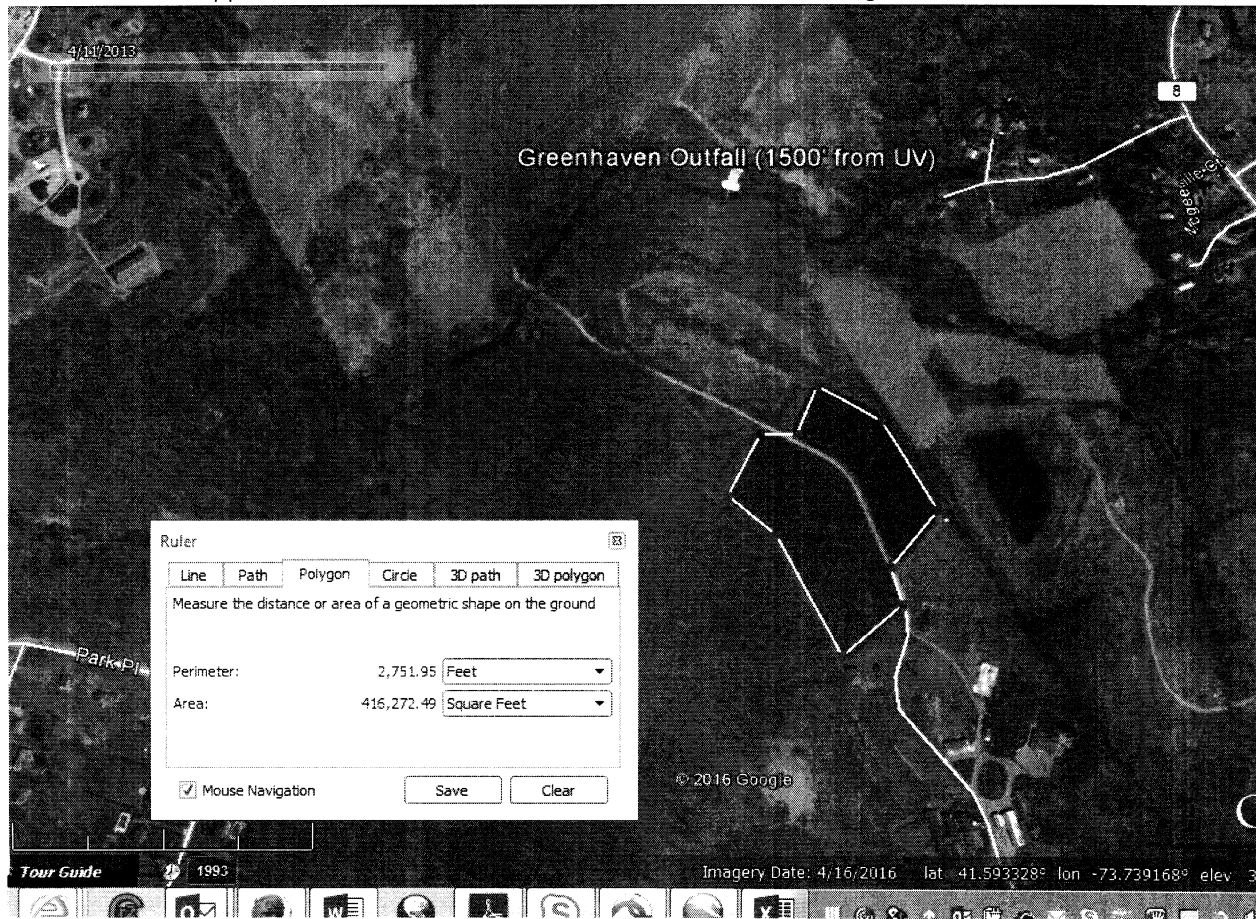 4/11/2013
8
Greenhaven Outfall (1500' from UV)
Ruler
Line Path Polygon Circle 3D path 3D polygon
Measure the distance or area of a geometric shape on the ground
Park Pl
Perimeter: 2,751.95 Feet
Area: 416,272.49 Square Feet
Mouse Navigation Save Clear
© 2016 Google
Tour Guide 1993 Imagery Date: 4/16/2016 lat 41.593328° lon -73.739168° elev 3